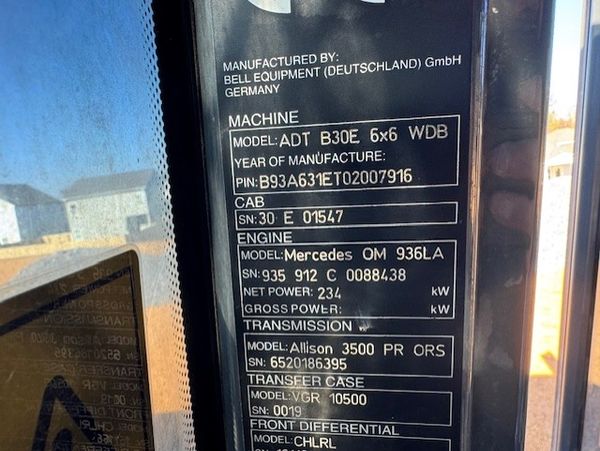 MANUFACTURED BY:
BELL EQUIPMENT (DEUTSCHLAND) GmbH
GERMANY
MACHINE
MODEL: ADT B30E 6x6 WDB
YEAR OF MANUFACTURE:
PIN: B93A631ET02007916
CAB
SN: 30 E 01547
ENGINE
MODEL: Mercedes OM 936LA
SN: 935 912 C 0088438
NET POWER: 234 kW
GROSS POWER: kW
TRANSMISSION
MODEL: Allison 3500 PR ORS
SN: 6520186395
TRANSFER CASE
MODEL: VGR 10500
SN: 0019
FRONT DIFFERENTIAL
MODEL: CHLRL